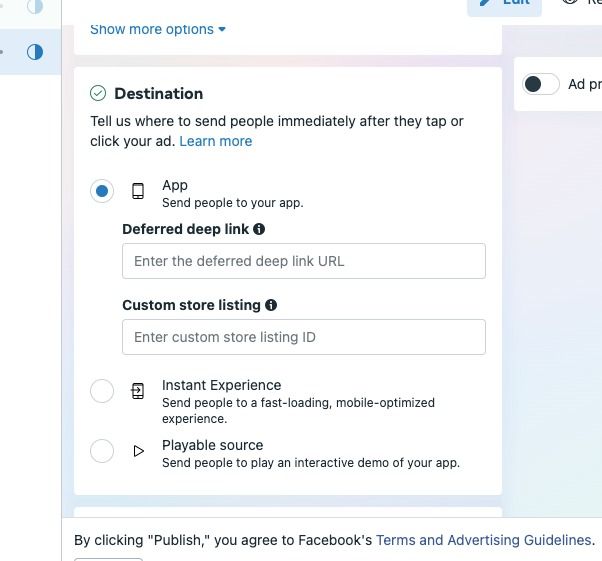 Edit
Show more options
Destination
Tell us where to send people immediately after they tap or
click your ad. Learn more
Ad pr
App
Send people to your app.
Deferred deep link
Enter the deferred deep link URL
Custom store listing
Enter custom store listing ID
Instant Experience
Send people to a fast-loading, mobile-optimized
experience.
Playable source
Send people to play an interactive demo of your app.
By clicking "Publish," you agree to Facebook's Terms and Advertising Guidelines.